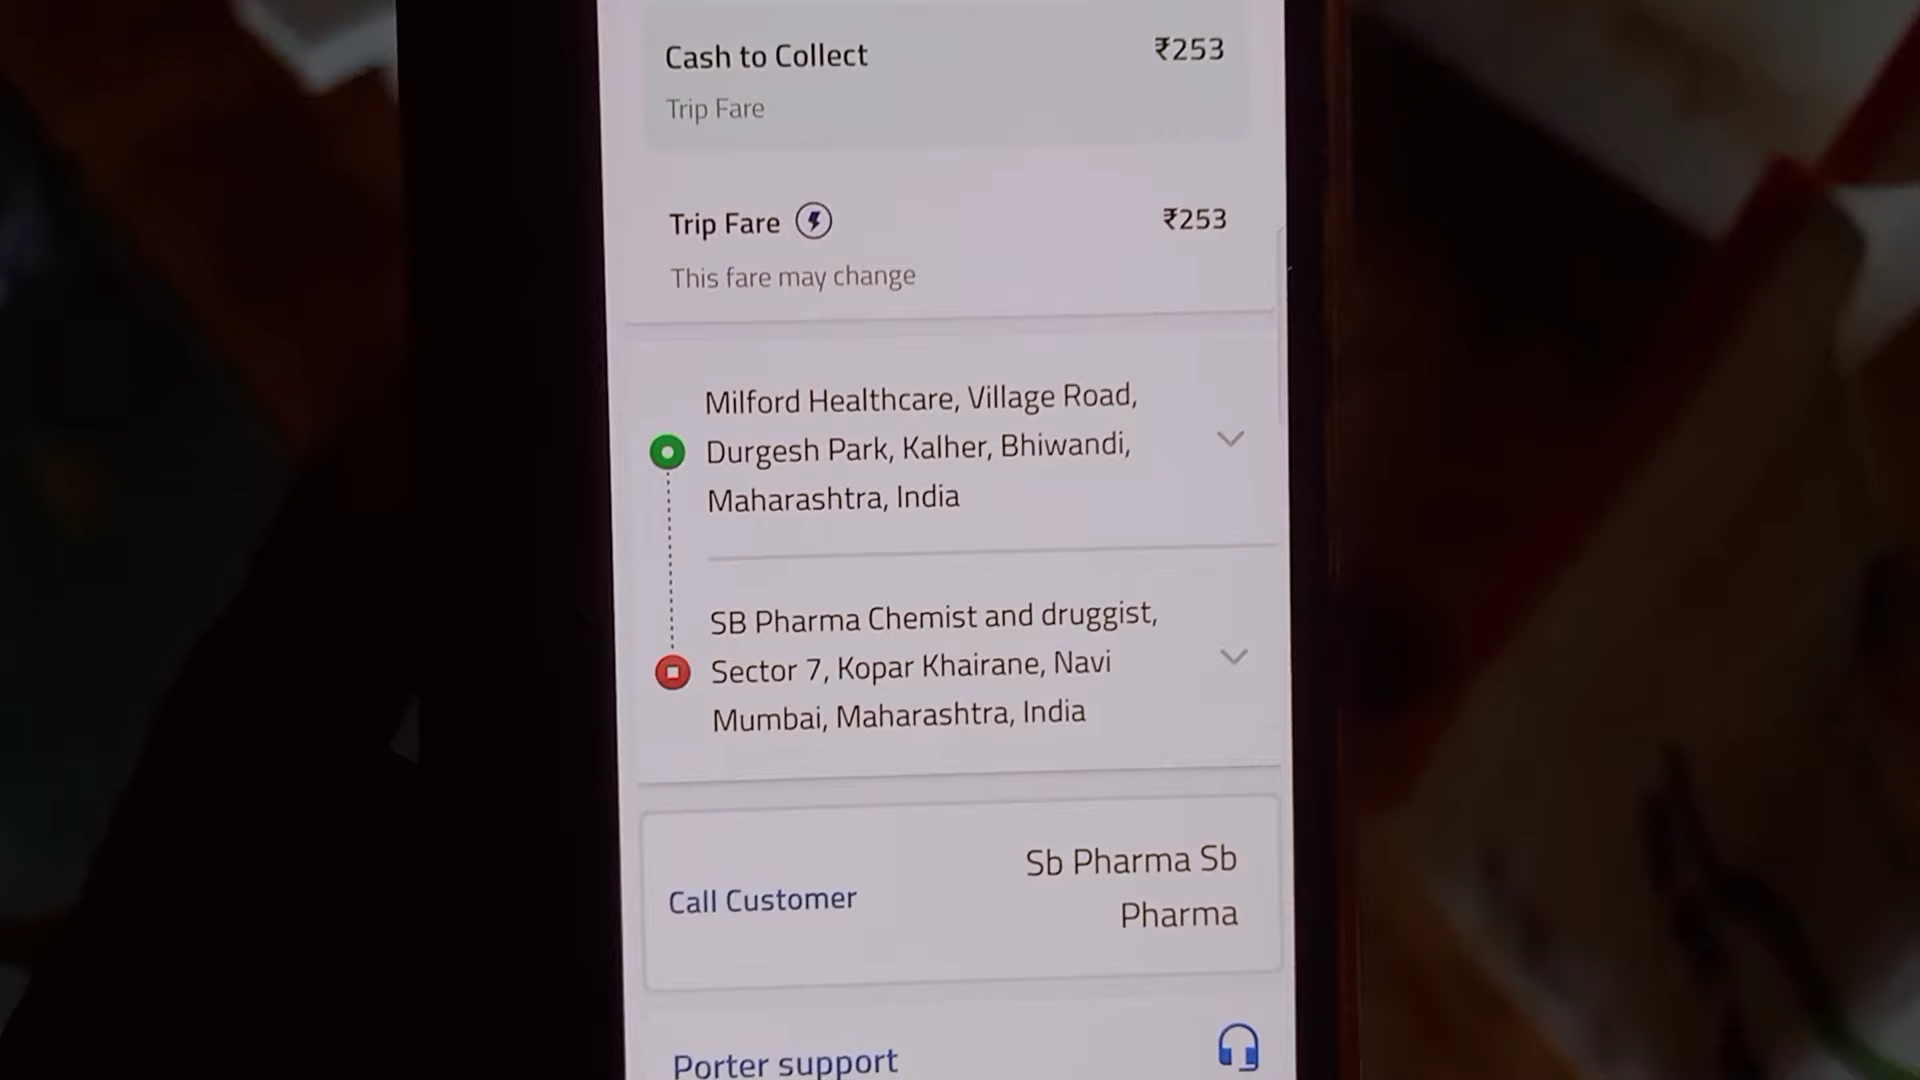 Cash to Collect ₹253
Trip Fare
Trip Fare ₹253
This fare may change
Milford Healthcare, Village Road,
Durgesh Park, Kalher, Bhiwandi,
Maharashtra, India
SB Pharma Chemist and druggist,
Sector 7, Kopar Khairane, Navi
Mumbai, Maharashtra, India
Call Customer
Sb Pharma Sb
Pharma
Porter support